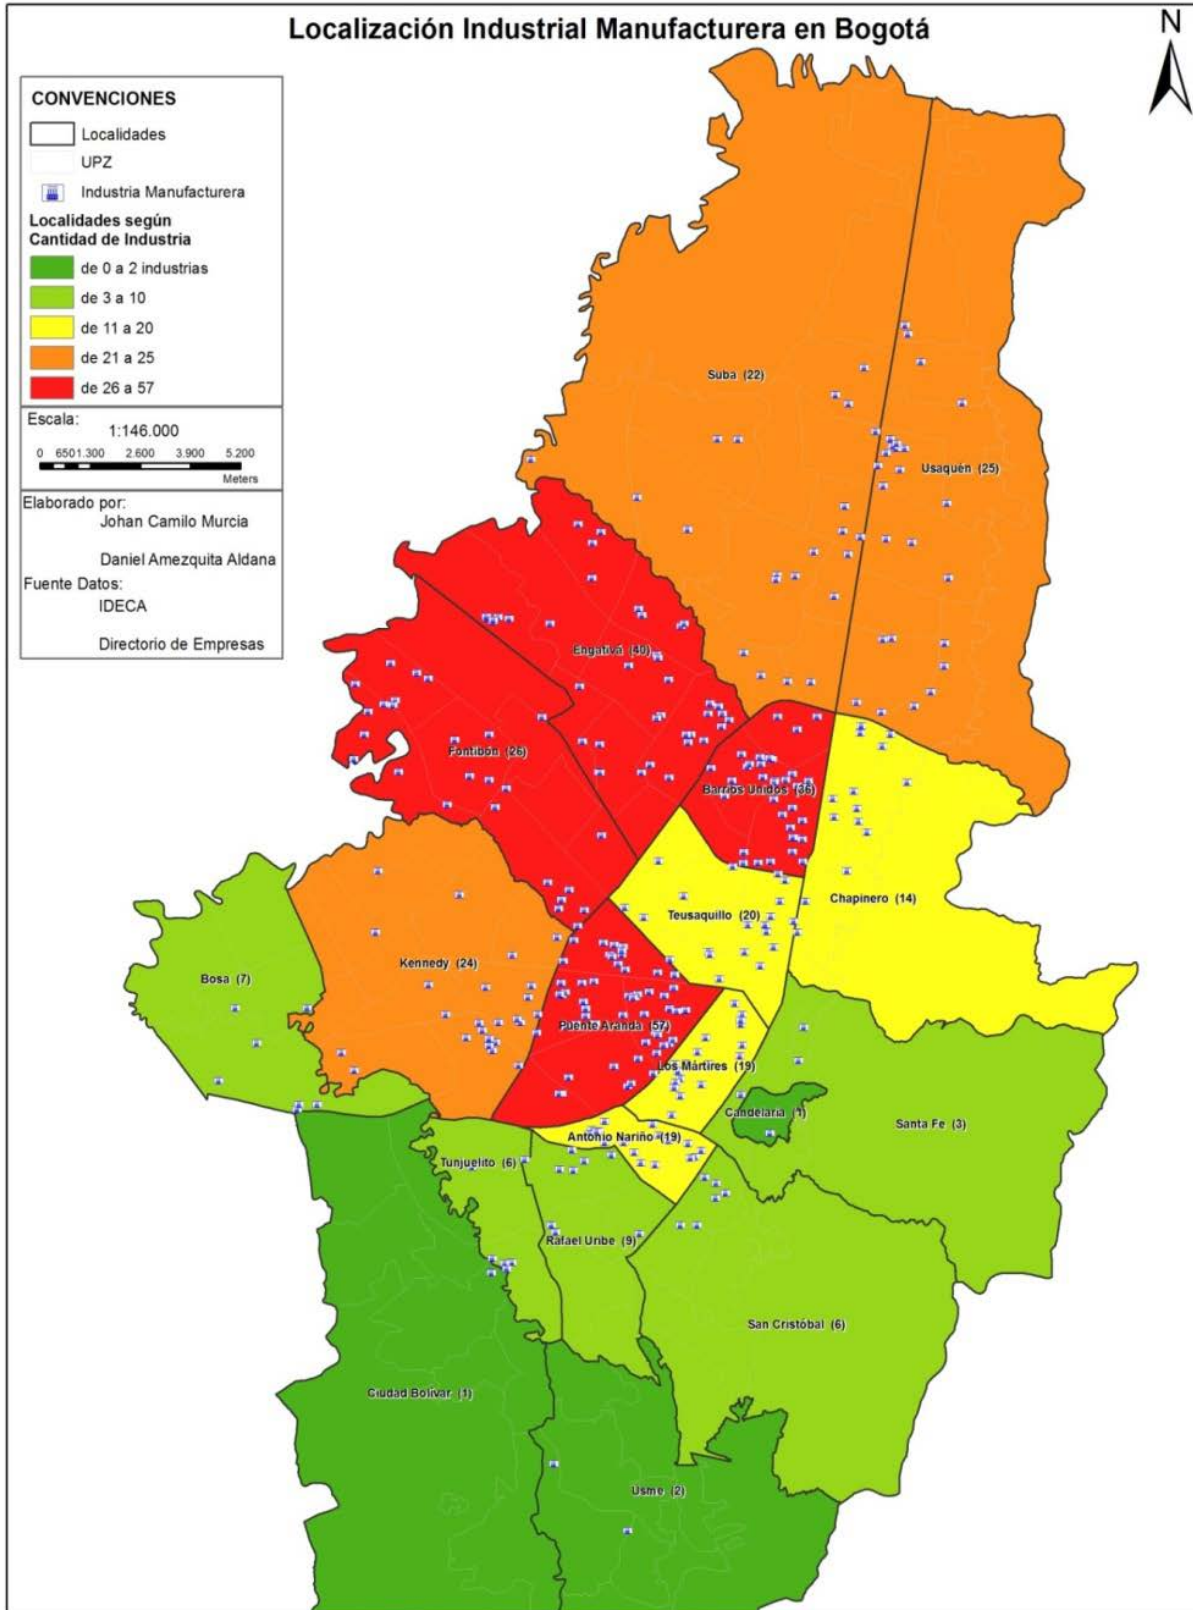 Localización Industrial Manufacturera en Bogotá
N
CONVENCIONES
Localidades
UPZ
Industria Manufacturera
Localidades según
Cantidad de Industria
de 0 a 2 industrias
de 3 a 10
de 11 a 20
de 21 a 25
de 26 a 57
Escala:
1:146.000
0 650 1.300 2.600 3.900 5.200
Meters
Elaborado por:
Johan Camilo Murcia
Daniel Amezquita Aldana
Fuente Datos:
IDECA
Directorio de Empresas
Suba (22)
Usaquén (25)
Engativá (40)
Fontibón (26)
Barrios Unidos (36)
Chapinero (14)
Teusaquillo (20)
Kennedy (24)
Bosa (7)
Puente Aranda (57)
Los Mártires (19)
Candelaria (1)
Santa Fe (3)
Antonio Nariño (19)
Tunjuelito (6)
Rafael Uribe (9)
San Cristóbal (6)
Ciudad Bolívar (1)
Usme (2)